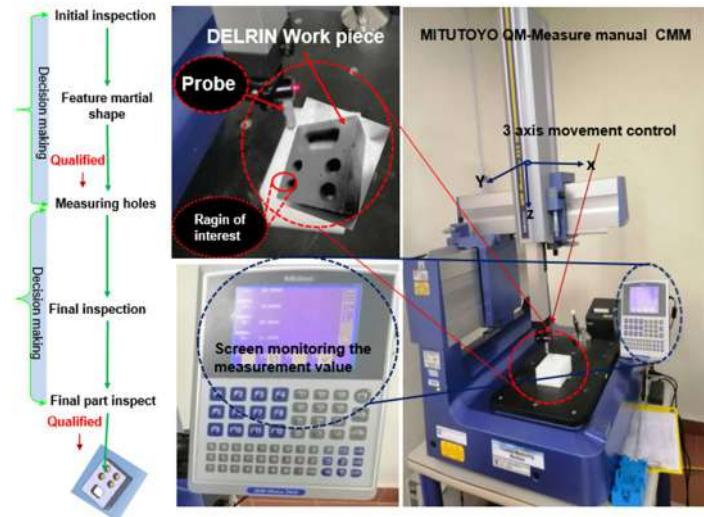 Initial inspection
Decision making
Feature martial
shape
Qualified
Measuring holes
Decision making
Final inspection
Final part inspect
Qualified
DELRIN Work piece
Probe
Ragin of
interest
Screen monitoring the
measurement value
MITUTOYO QM-Measure manual CMM
3 axis movement control
X
Y
Z